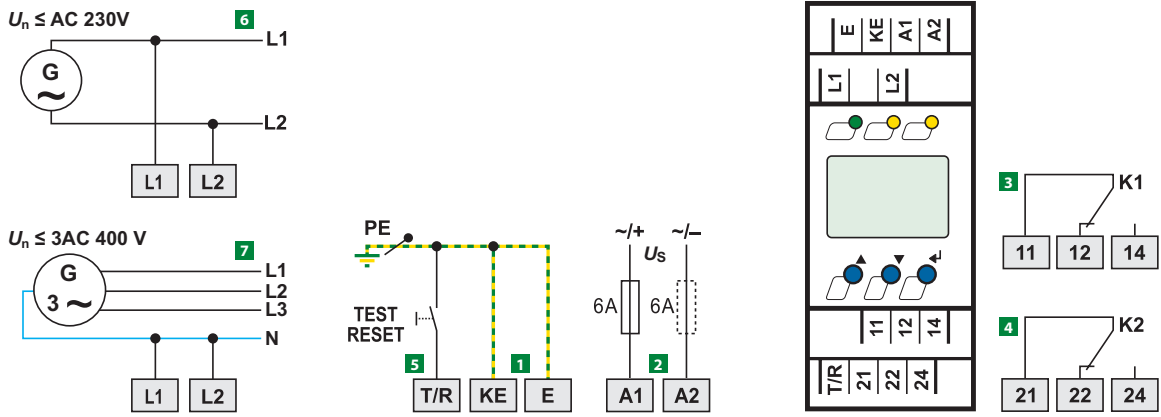 Un ≤ AC 230V
6
L1
G
~
L2
L1 L2
Un ≤ 3AC 400 V
7
G
3 ~
L1
L2
L3
N
L1 L2
PE
TEST
RESET
5
1
T/R KE E
~/+ ~/–
US
6A 6A
2
A1 A2
E KE A1 A2
L1 L2
▲ ▼ ↵
11 12 14
T/R 21 22 24
3
K1
11 12 14
4
K2
21 22 24